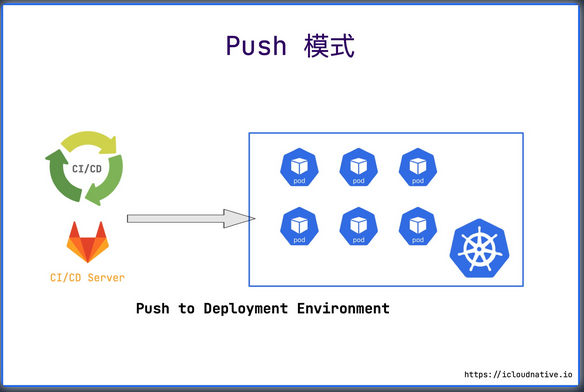 Push 模式
CI/CD
pod
pod
pod
pod
pod
pod
CI/CD Server
Push to Deployment Environment
https://icloudnative.io